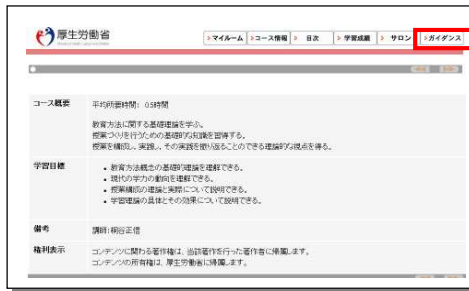 厚生労働省
>マイルーム >コース情報 > 目次 > 学習成績 > サロン >ガイダンス
コース概要 平均所要時間: 0.5時間
教育方法に関する基礎理論を学ぶ。
授業づくりを行うための基礎的な知識を習得する。
授業を構成し、実践し、その実践を振り返ることのできる理論的な視点を得る。
学習目標 • 教育方法概念の基礎的理論を理解できる。
• 現代の学力の動向を理解できる。
• 授業構成の理論と実際について説明できる。
• 学習理論の具体とその効果について説明できる。
備考 講師:桐谷正信
権利表示 コンテンツに関わる著作権は、当該著作を行った著作者に帰属します。
コンテンツの所有権は、厚生労働省に帰属します。